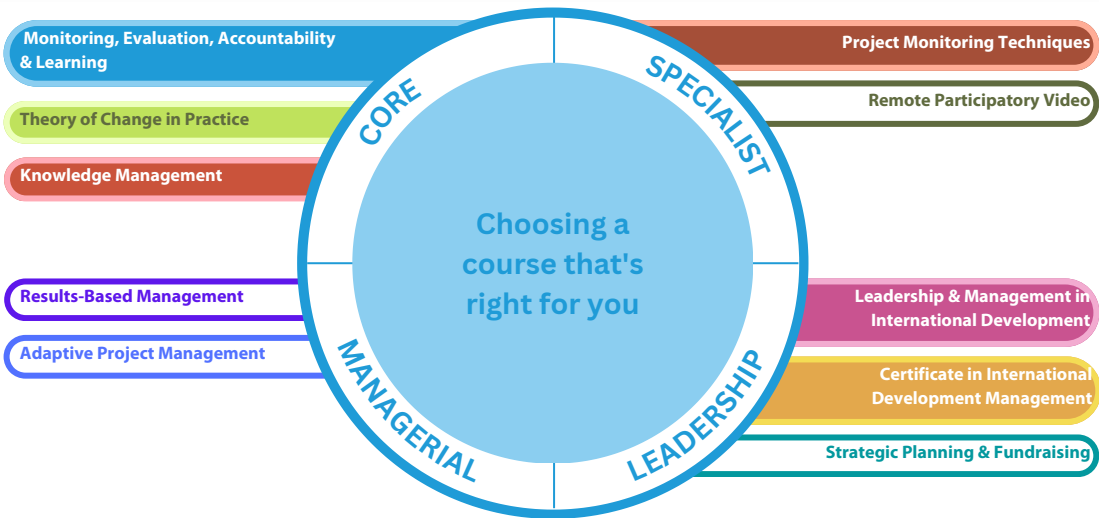 Monitoring, Evaluation, Accountability
& Learning
Theory of Change in Practice
Knowledge Management
CORE
SPECIALIST
Project Monitoring Techniques
Remote Participatory Video
Choosing a
course that's
right for you
Results-Based Management
Adaptive Project Management
MANAGERIAL
LEADERSHIP
Leadership & Management in
International Development
Certificate in International
Development Management
Strategic Planning & Fundraising